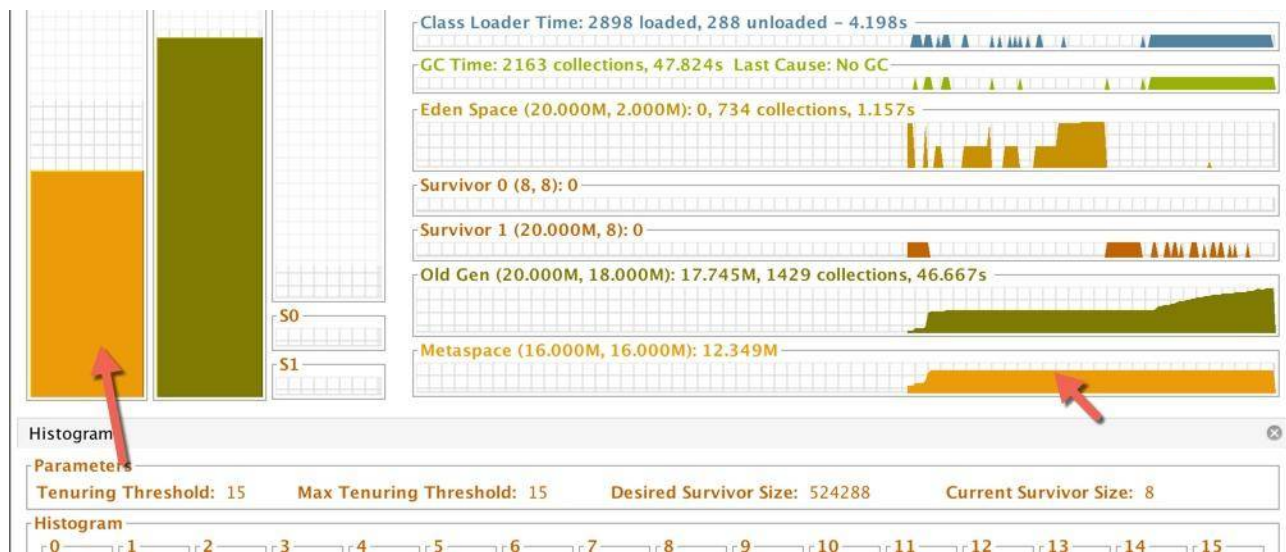 Class Loader Time: 2898 loaded, 288 unloaded - 4.198s
GC Time: 2163 collections, 47.824s Last Cause: No GC
Eden Space (20.000M, 2.000M): 0, 734 collections, 1.157s
Survivor 0 (8, 8): 0
Survivor 1 (20.000M, 8): 0
Old Gen (20.000M, 18.000M): 17.745M, 1429 collections, 46.667s
S0
Metaspace (16.000M, 16.000M): 12.349M
S1
Histogram
Parameters
Tenuring Threshold: 15 Max Tenuring Threshold: 15 Desired Survivor Size: 524288 Current Survivor Size: 8
Histogram
0 1 2 3 4 5 6 7 8 9 10 11 12 13 14 15